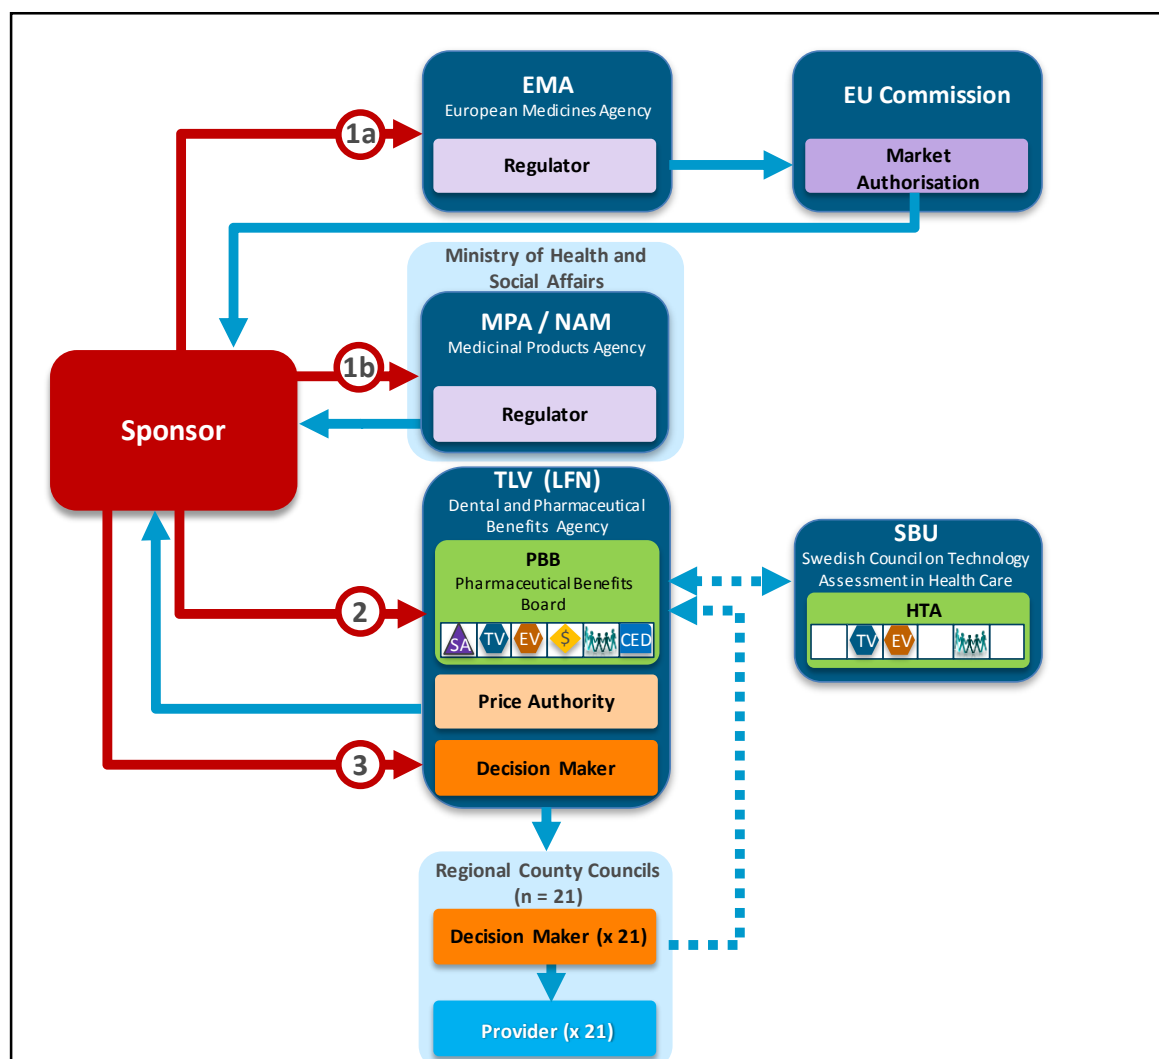 EMA
European Medicines Agency
Regulator
EU Commission
Market
Authorisation
1a
Ministry of Health and
Social Affairs
MPA / NAM
Medicinal Products Agency
Regulator
1b
Sponsor
TLV (LFN)
Dental and Pharmaceutical
Benefits Agency
PBB
Pharmaceutical Benefits
Board
SA TV EV $ CED
Price Authority
Decision Maker
2
3
SBU
Swedish Council on Technology
Assessment in Health Care
HTA
TV EV
Regional County Councils
(n = 21)
Decision Maker (x 21)
Provider (x 21)